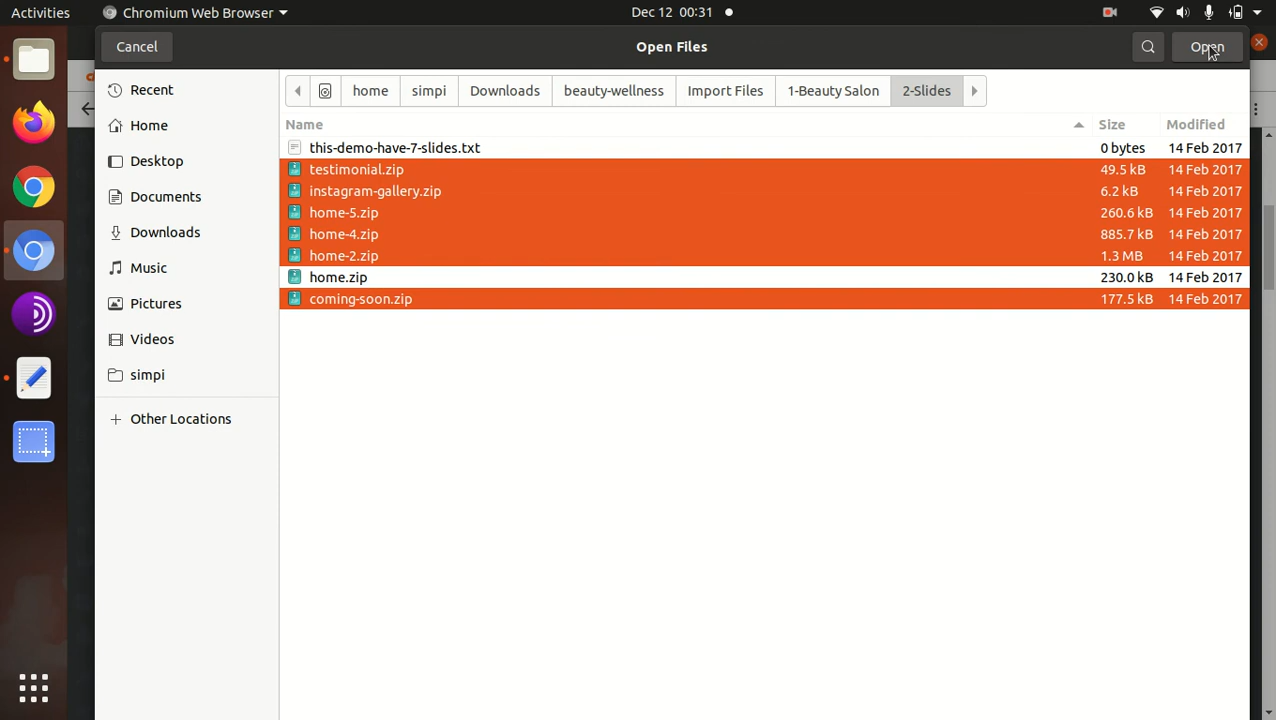 Activities Chromium Web Browser Dec 12 00:31
Cancel Open Files Open
Recent
Home
Desktop
Documents
Downloads
Music
Pictures
Videos
simpi
Other Locations
home simpi Downloads beauty-wellness Import Files 1-Beauty Salon 2-Slides
Name Size Modified
this-demo-have-7-slides.txt 0 bytes 14 Feb 2017
testimonial.zip 49.5 kB 14 Feb 2017
instagram-gallery.zip 6.2 kB 14 Feb 2017
home-5.zip 260.6 kB 14 Feb 2017
home-4.zip 885.7 kB 14 Feb 2017
home-2.zip 1.3 MB 14 Feb 2017
home.zip 230.0 kB 14 Feb 2017
coming-soon.zip 177.5 kB 14 Feb 2017